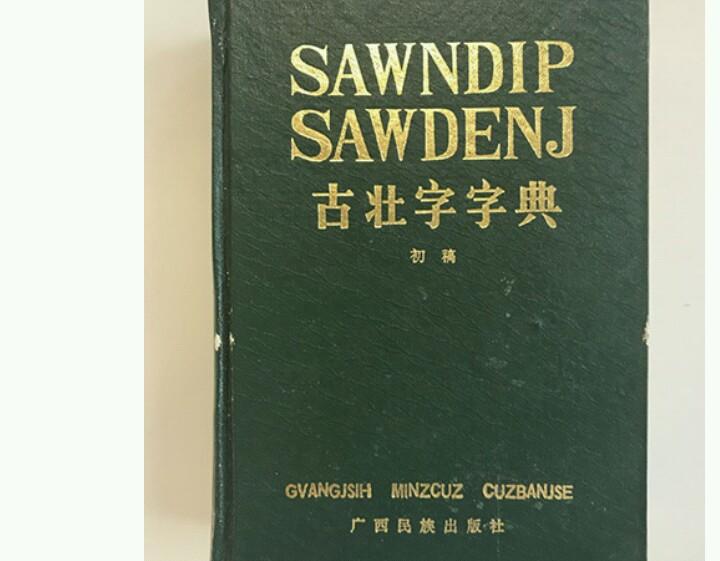 SAWNDIP
SAWDENJ
古壮字字典
初稿
GVANGJSIH MINZCUZ CUZBANJSE
广西民族出版社